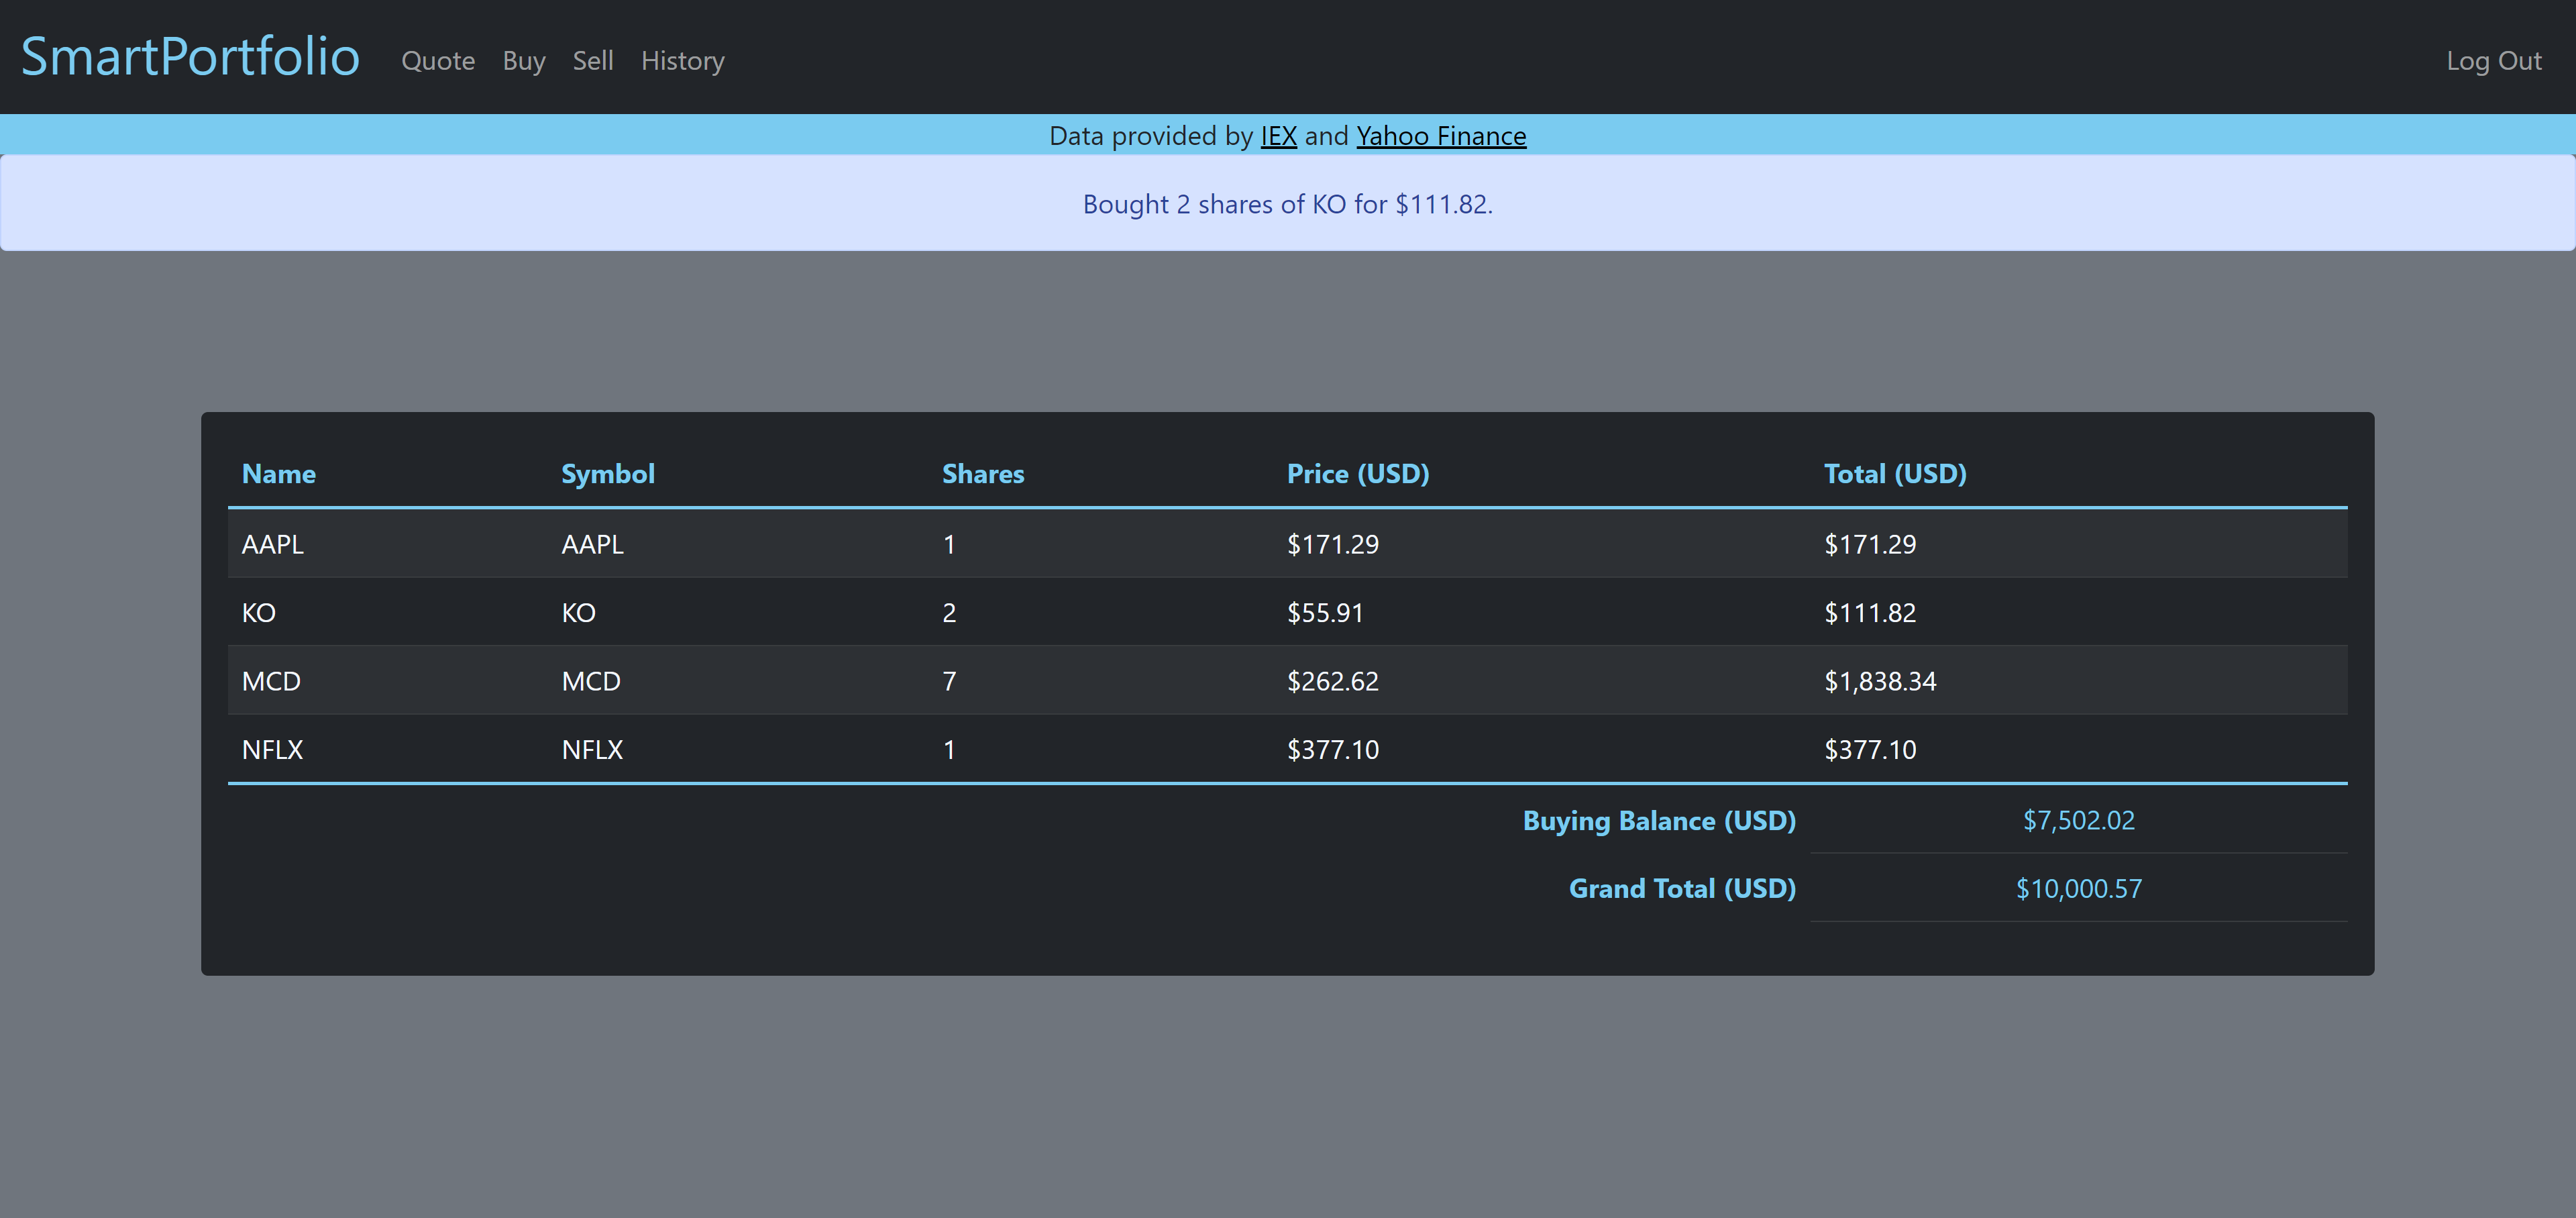 SmartPortfolio Quote Buy Sell History Log Out
Data provided by IEX and Yahoo Finance
Bought 2 shares of KO for $111.82.
Name Symbol Shares Price (USD) Total (USD)
AAPL AAPL 1 $171.29 $171.29
KO KO 2 $55.91 $111.82
MCD MCD 7 $262.62 $1,838.34
NFLX NFLX 1 $377.10 $377.10
Buying Balance (USD) $7,502.02
Grand Total (USD) $10,000.57